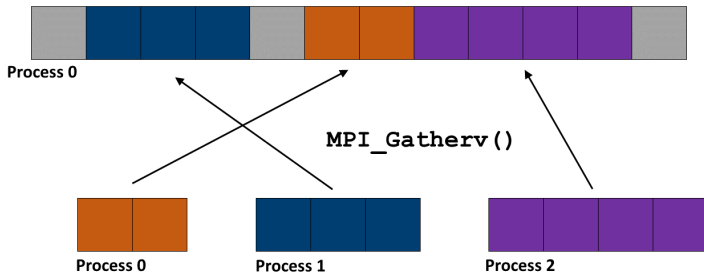 Process 0
MPI_Gatherv()
Process 0
Process 1
Process 2